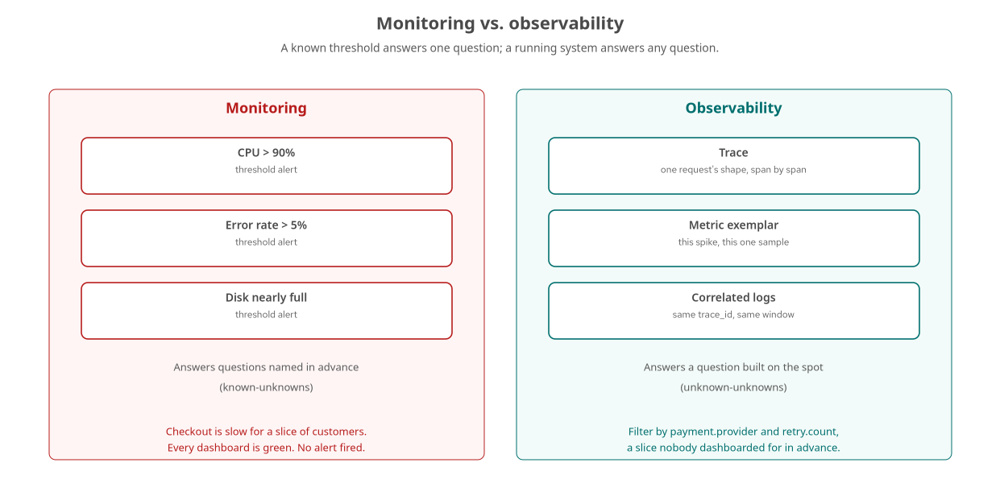 Monitoring vs. observability
A known threshold answers one question; a running system answers any question.
Monitoring
CPU > 90%
threshold alert
Error rate > 5%
threshold alert
Disk nearly full
threshold alert
Answers questions named in advance
(known-unknowns)
Checkout is slow for a slice of customers.
Every dashboard is green. No alert fired.
Observability
Trace
one request's shape, span by span
Metric exemplar
this spike, this one sample
Correlated logs
same trace_id, same window
Answers a question built on the spot
(unknown-unknowns)
Filter by payment.provider and retry.count,
a slice nobody dashboarded for in advance.